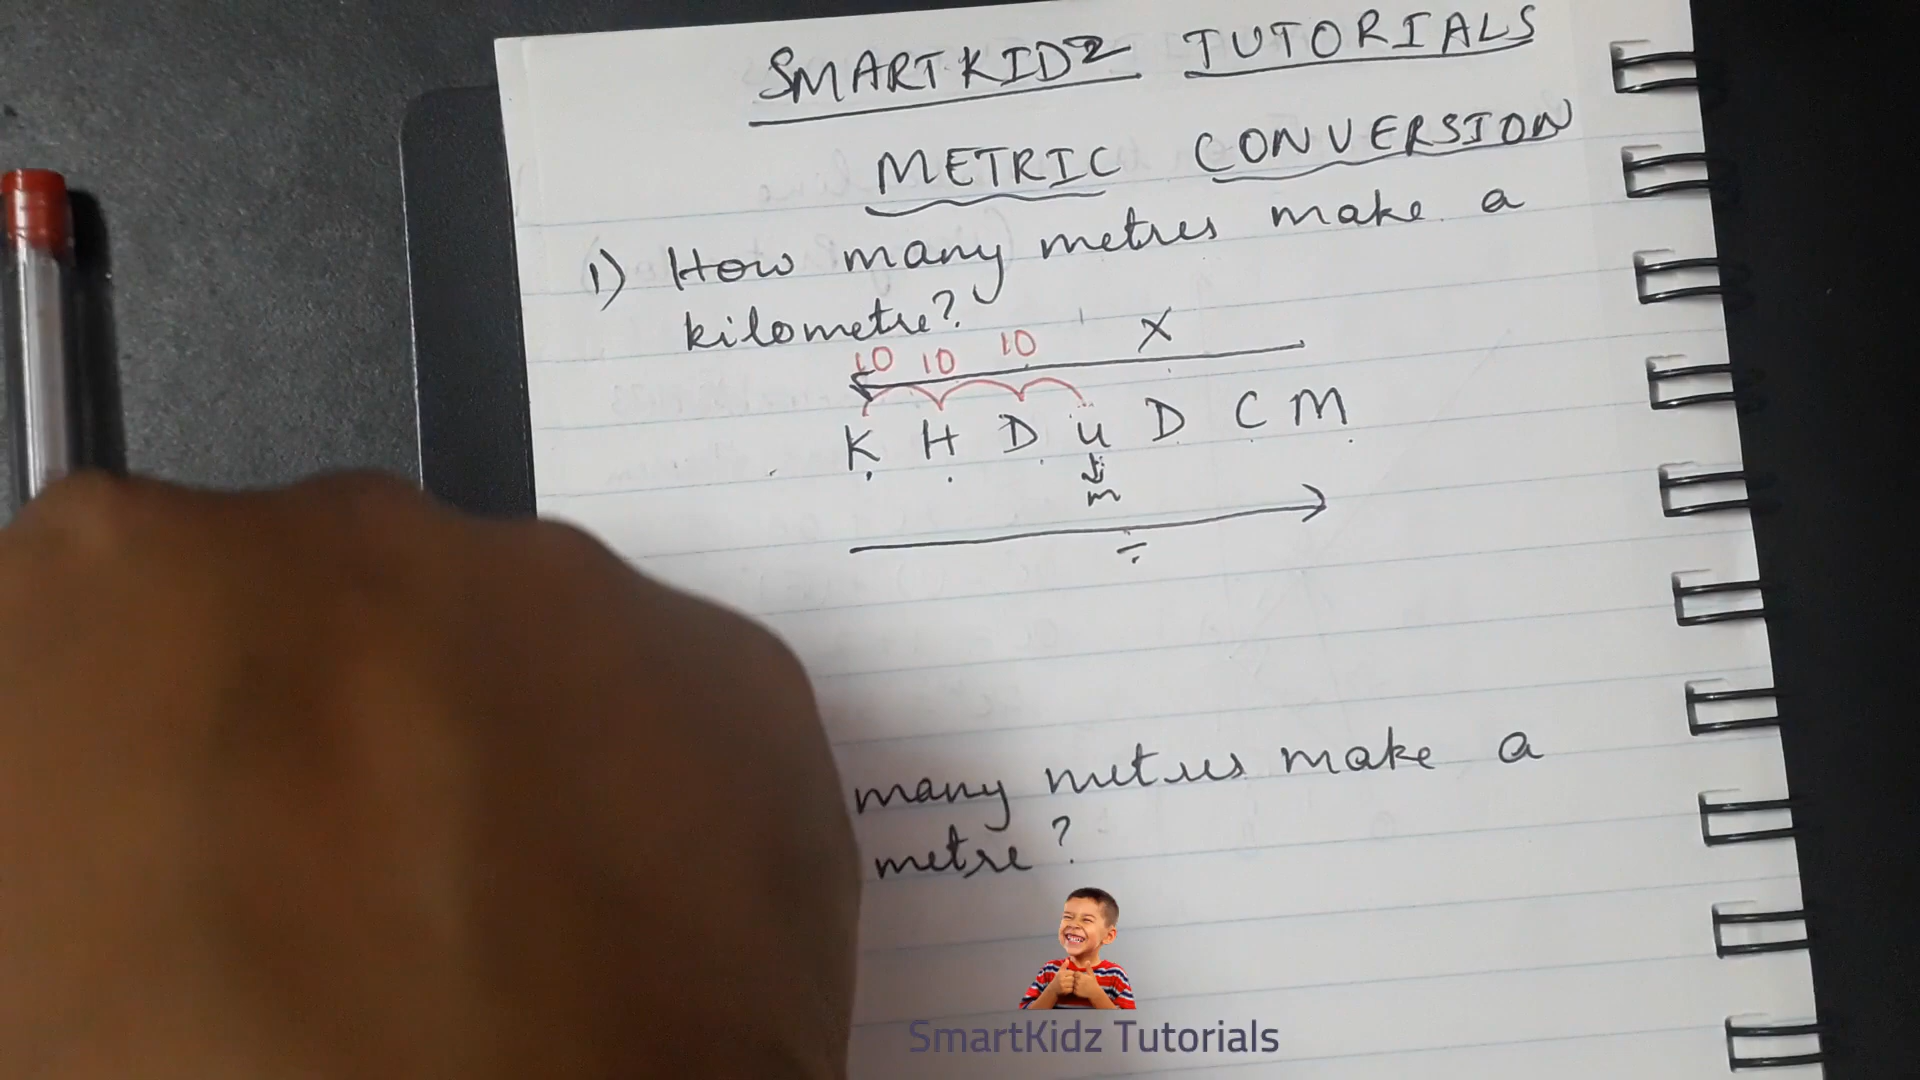 SMARTKIDZ TUTORIALS
METRIC CONVERSION
1) How many metres make a
kilometre?
10 10 10 X
K H D U D C M
m
÷
many metres make a
metre?
SmartKidz Tutorials